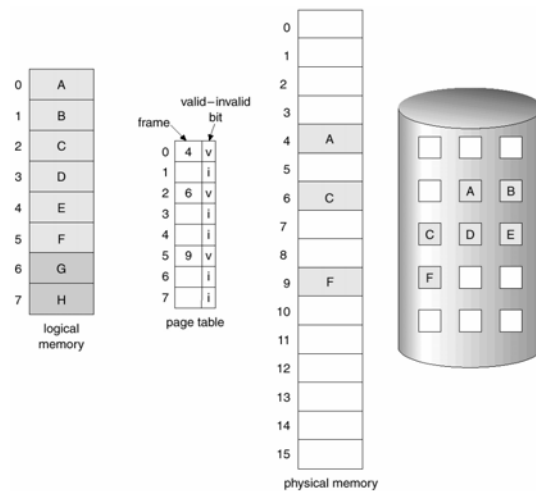 0 A
1 B
2 C
3 D
4 E
5 F
6 G
7 H
logical
memory
valid–invalid
bit
frame
0 4 v
1 i
2 6 v
3 i
4 i
5 9 v
6 i
7 i
page table
0
1
2
3
4 A
5
6 C
7
8
9 F
10
11
12
13
14
15
physical memory
A B
C D E
F